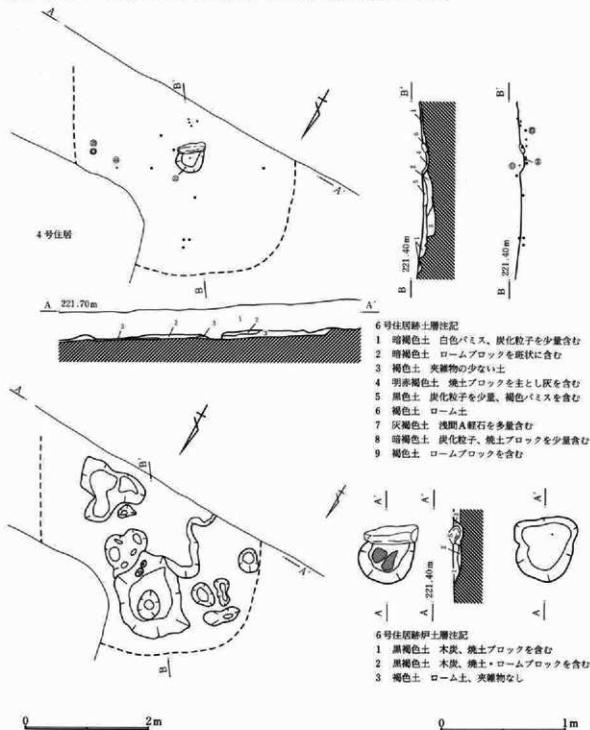 A
B'
A'
4号住居
B
B'
B
221.40m
B'
B
221.40m
A 221.70m A'
3 2 3 1 2
6号住居跡土層注記
1 暗褐色土 白色パミス、炭化粒子を少量含む
2 暗褐色土 ロームブロックを斑状に含む
3 褐色土 夾雑物の少ない土
4 明赤褐色土 焼土ブロックを主とし灰を含む
5 黒色土 炭化粒子を少量、褐色パミスを含む
6 褐色土 ローム土
7 灰褐色土 浅間A軽石を多量含む
8 暗褐色土 炭化粒子、焼土ブロックを少量含む
9 褐色土 ロームブロックを含む
A
B'
A'
B
A' A' A'
221.40m
A A A
6号住居跡炉土層注記
1 黒褐色土 木炭、焼土ブロックを含む
2 黒褐色土 木炭、焼土・ロームブロックを含む
3 褐色土 ローム土、夾雑物なし
0 2m
0 1m